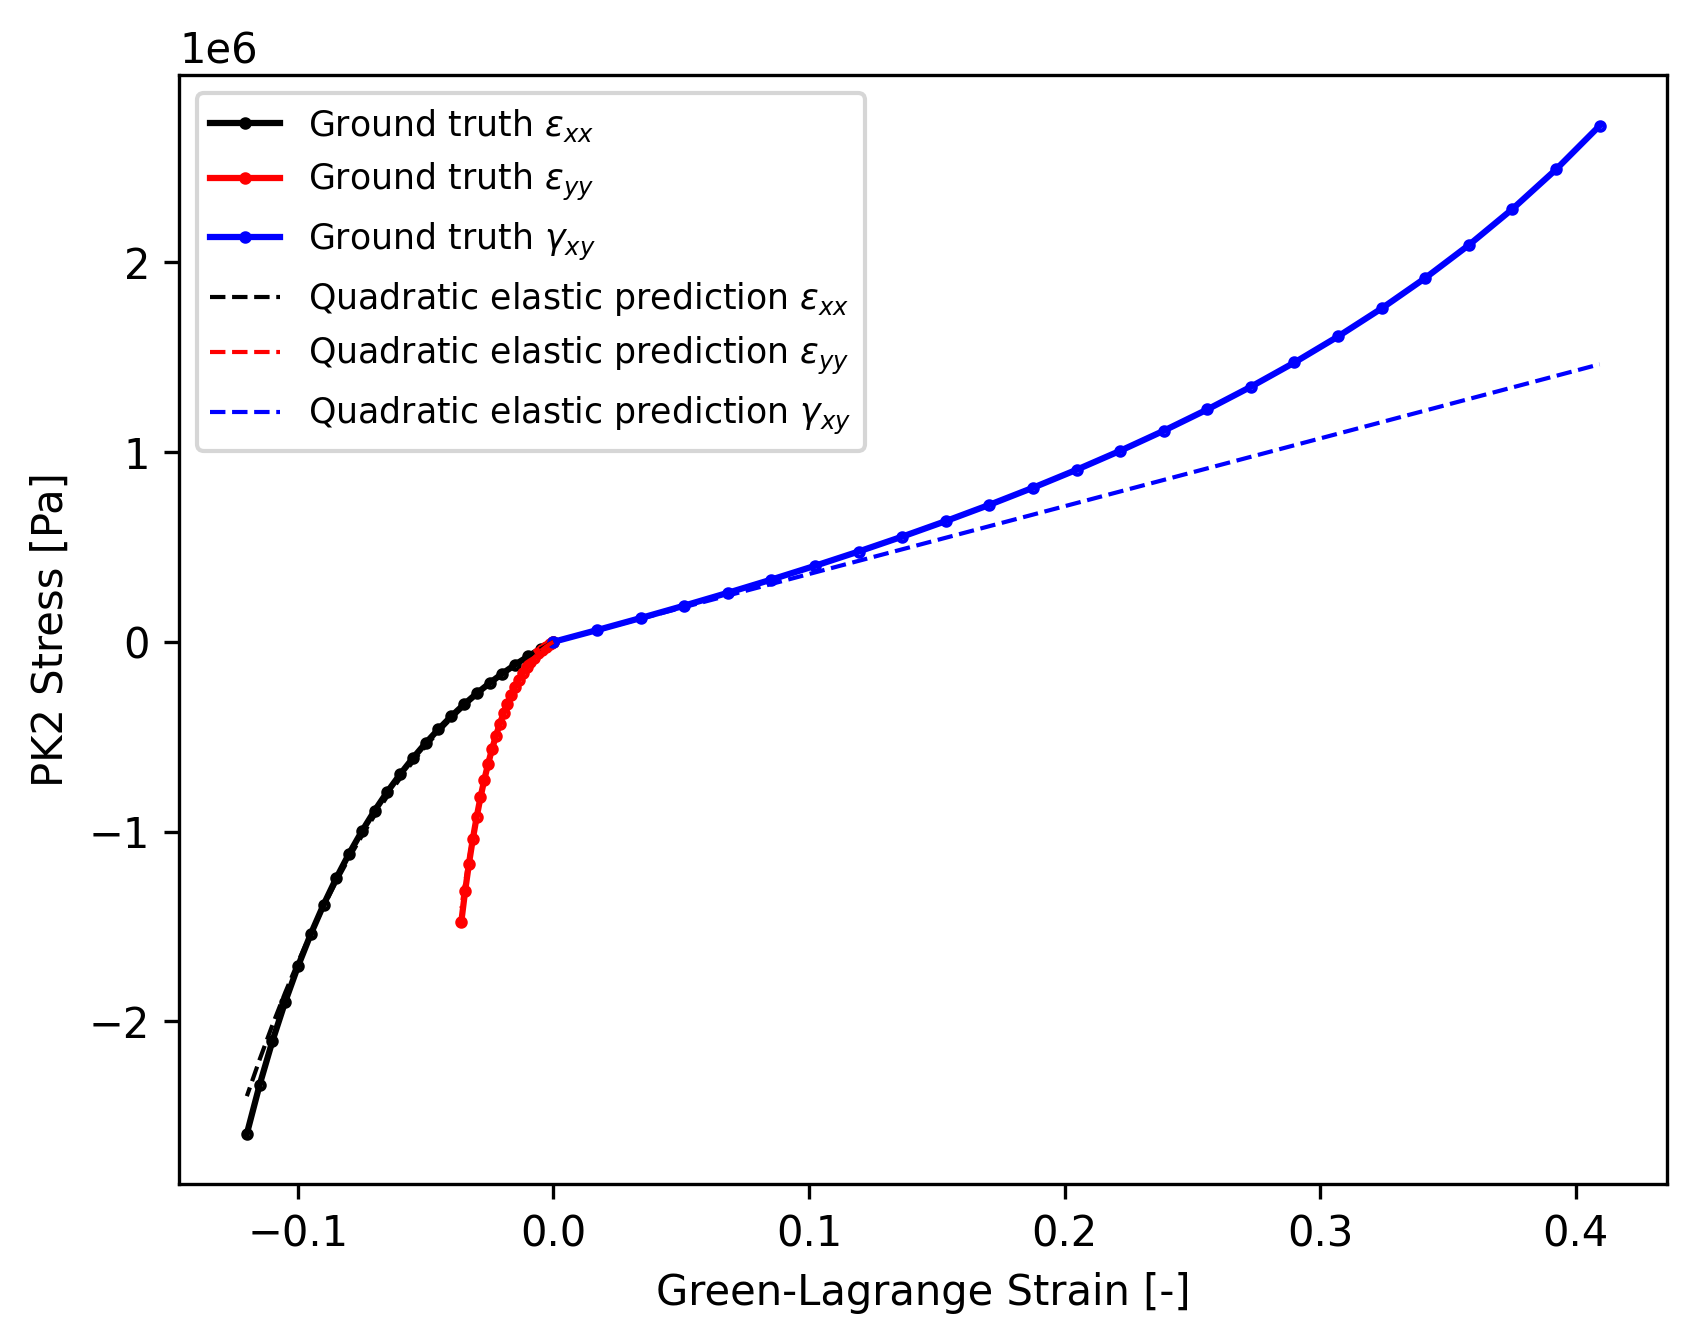 1e6
Ground truth εxx
Ground truth εyy
Ground truth γxy
Quadratic elastic prediction εxx
Quadratic elastic prediction εyy
Quadratic elastic prediction γxy
2
1
0
−1
−2
PK2 Stress [Pa]
−0.1 0.0 0.1 0.2 0.3 0.4
Green-Lagrange Strain [-]